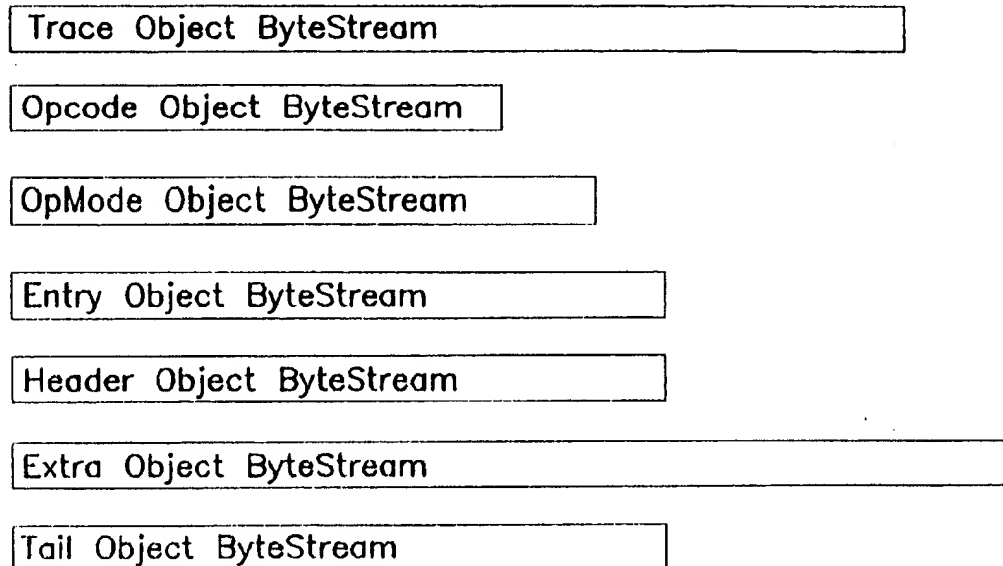 Trace Object ByteStream
Opcode Object ByteStream
OpMode Object ByteStream
Entry Object ByteStream
Header Object ByteStream
Extra Object ByteStream
Tail Object ByteStream